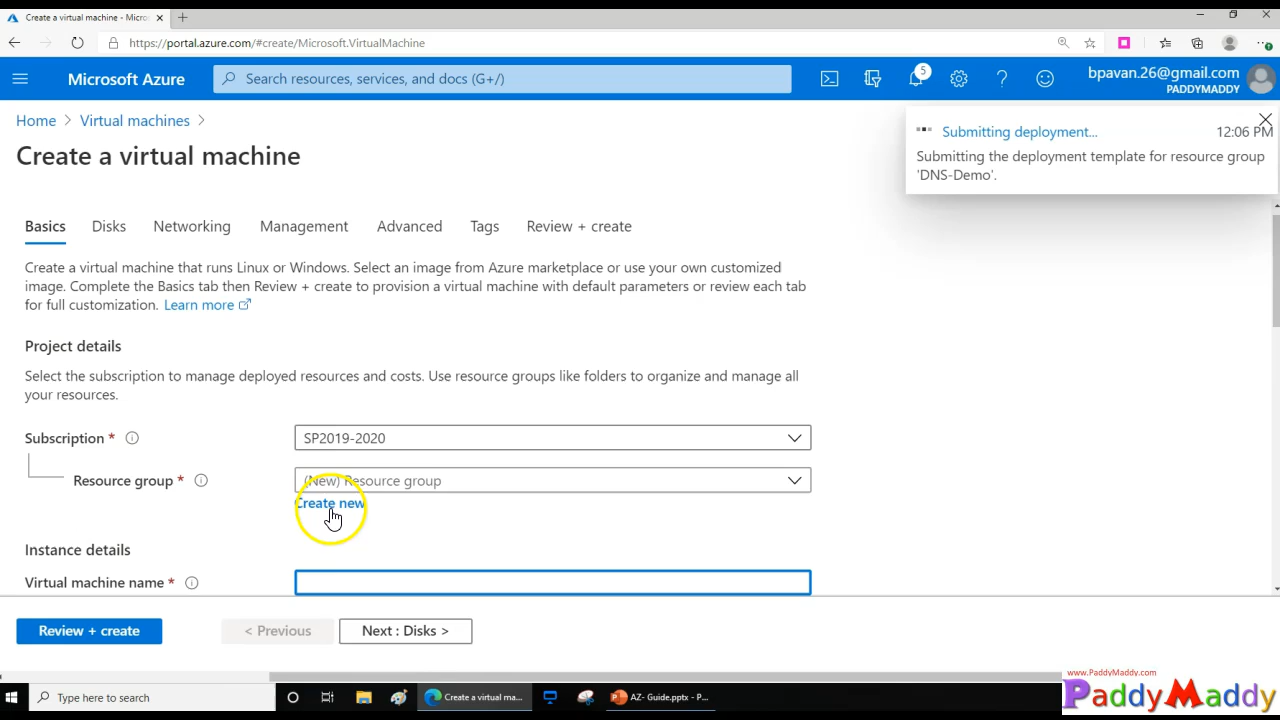 Create a virtual machine - Micros
https://portal.azure.com/#create/Microsoft.VirtualMachine
Microsoft Azure
Search resources, services, and docs (G+/)
5
bpavan.26@gmail.com
PADDYMADDY
Home > Virtual machines >
Submitting deployment...
12:06 PM
Submitting the deployment template for resource group
'DNS-Demo'.
Create a virtual machine
Basics Disks Networking Management Advanced Tags Review + create
Create a virtual machine that runs Linux or Windows. Select an image from Azure marketplace or use your own customized
image. Complete the Basics tab then Review + create to provision a virtual machine with default parameters or review each tab
for full customization. Learn more
Project details
Select the subscription to manage deployed resources and costs. Use resource groups like folders to organize and manage all
your resources.
Subscription *
SP2019-2020
Resource group *
(New) Resource group
Create new
Instance details
Virtual machine name *
Review + create
< Previous
Next : Disks >
Type here to search
Create a virtual ma...
AZ- Guide.pptx - P...
www.PaddyMaddy.com
PaddyMaddy